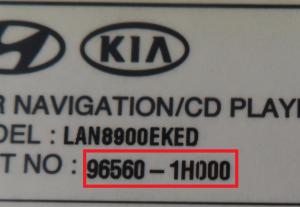 KIA
R NAVIGATION/CD PLAYE
DEL : LAN8900EKED
T NO : 96560-1H000